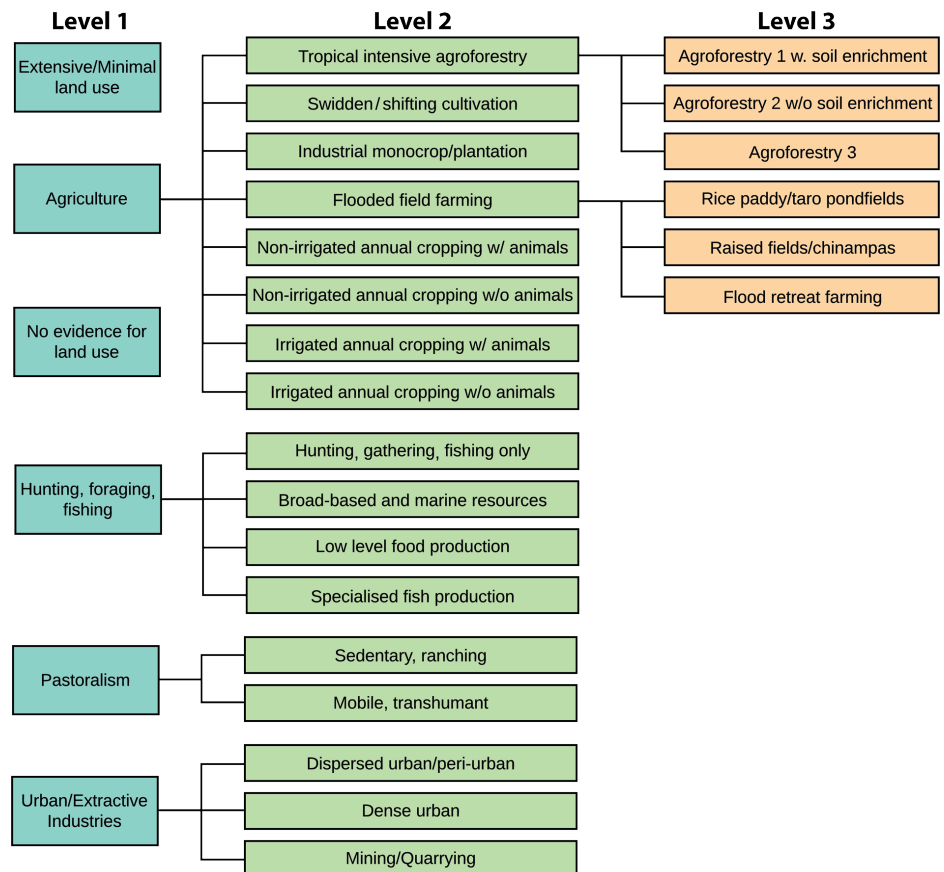 Level 1
Level 2
Level 3
Extensive/Minimal
land use
Agriculture
No evidence for
land use
Hunting, foraging,
fishing
Pastoralism
Urban/Extractive
Industries
Tropical intensive agroforestry
Swidden/shifting cultivation
Industrial monocrop/plantation
Flooded field farming
Non-irrigated annual cropping w/ animals
Non-irrigated annual cropping w/o animals
Irrigated annual cropping w/ animals
Irrigated annual cropping w/o animals
Hunting, gathering, fishing only
Broad-based and marine resources
Low level food production
Specialised fish production
Sedentary, ranching
Mobile, transhumant
Dispersed urban/peri-urban
Dense urban
Mining/Quarrying
Agroforestry 1 w. soil enrichment
Agroforestry 2 w/o soil enrichment
Agroforestry 3
Rice paddy/taro pondfields
Raised fields/chinampas
Flood retreat farming